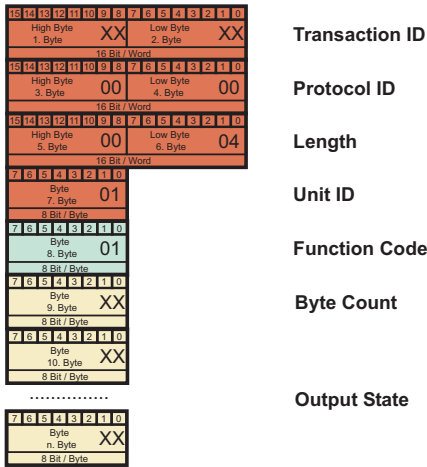 15 14 13 12 11 10 9 8 7 6 5 4 3 2 1 0
High Byte 1. Byte XX Low Byte 2. Byte XX Transaction ID
16 Bit / Word
15 14 13 12 11 10 9 8 7 6 5 4 3 2 1 0
High Byte 3. Byte 00 Low Byte 4. Byte 00 Protocol ID
16 Bit / Word
15 14 13 12 11 10 9 8 7 6 5 4 3 2 1 0
High Byte 5. Byte 00 Low Byte 6. Byte 04 Length
16 Bit / Word
7 6 5 4 3 2 1 0
Byte 7. Byte 01 Unit ID
8 Bit / Byte
7 6 5 4 3 2 1 0
Byte 8. Byte 01 Function Code
8 Bit / Byte
7 6 5 4 3 2 1 0
Byte 9. Byte XX Byte Count
8 Bit / Byte
7 6 5 4 3 2 1 0
Byte 10. Byte XX
8 Bit / Byte
............... Output State
7 6 5 4 3 2 1 0
Byte n. Byte XX
8 Bit / Byte